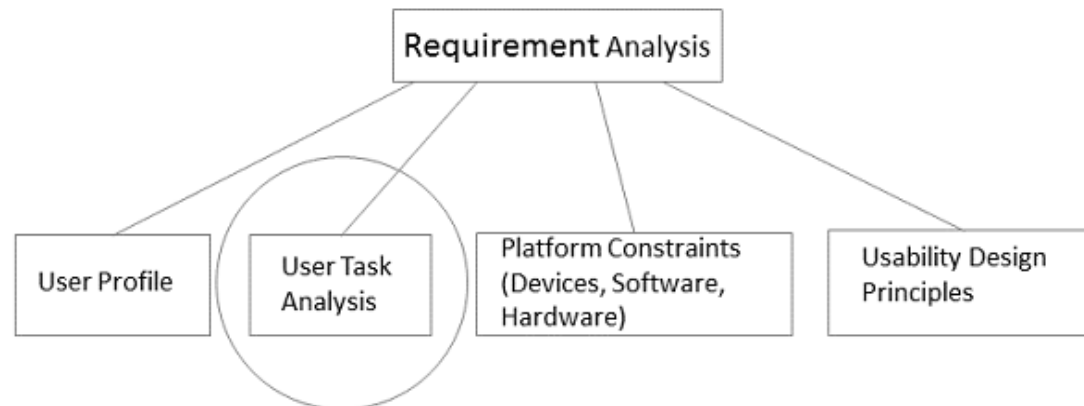 Requirement Analysis
User Profile
User Task
Analysis
Platform Constraints
(Devices, Software,
Hardware)
Usability Design
Principles